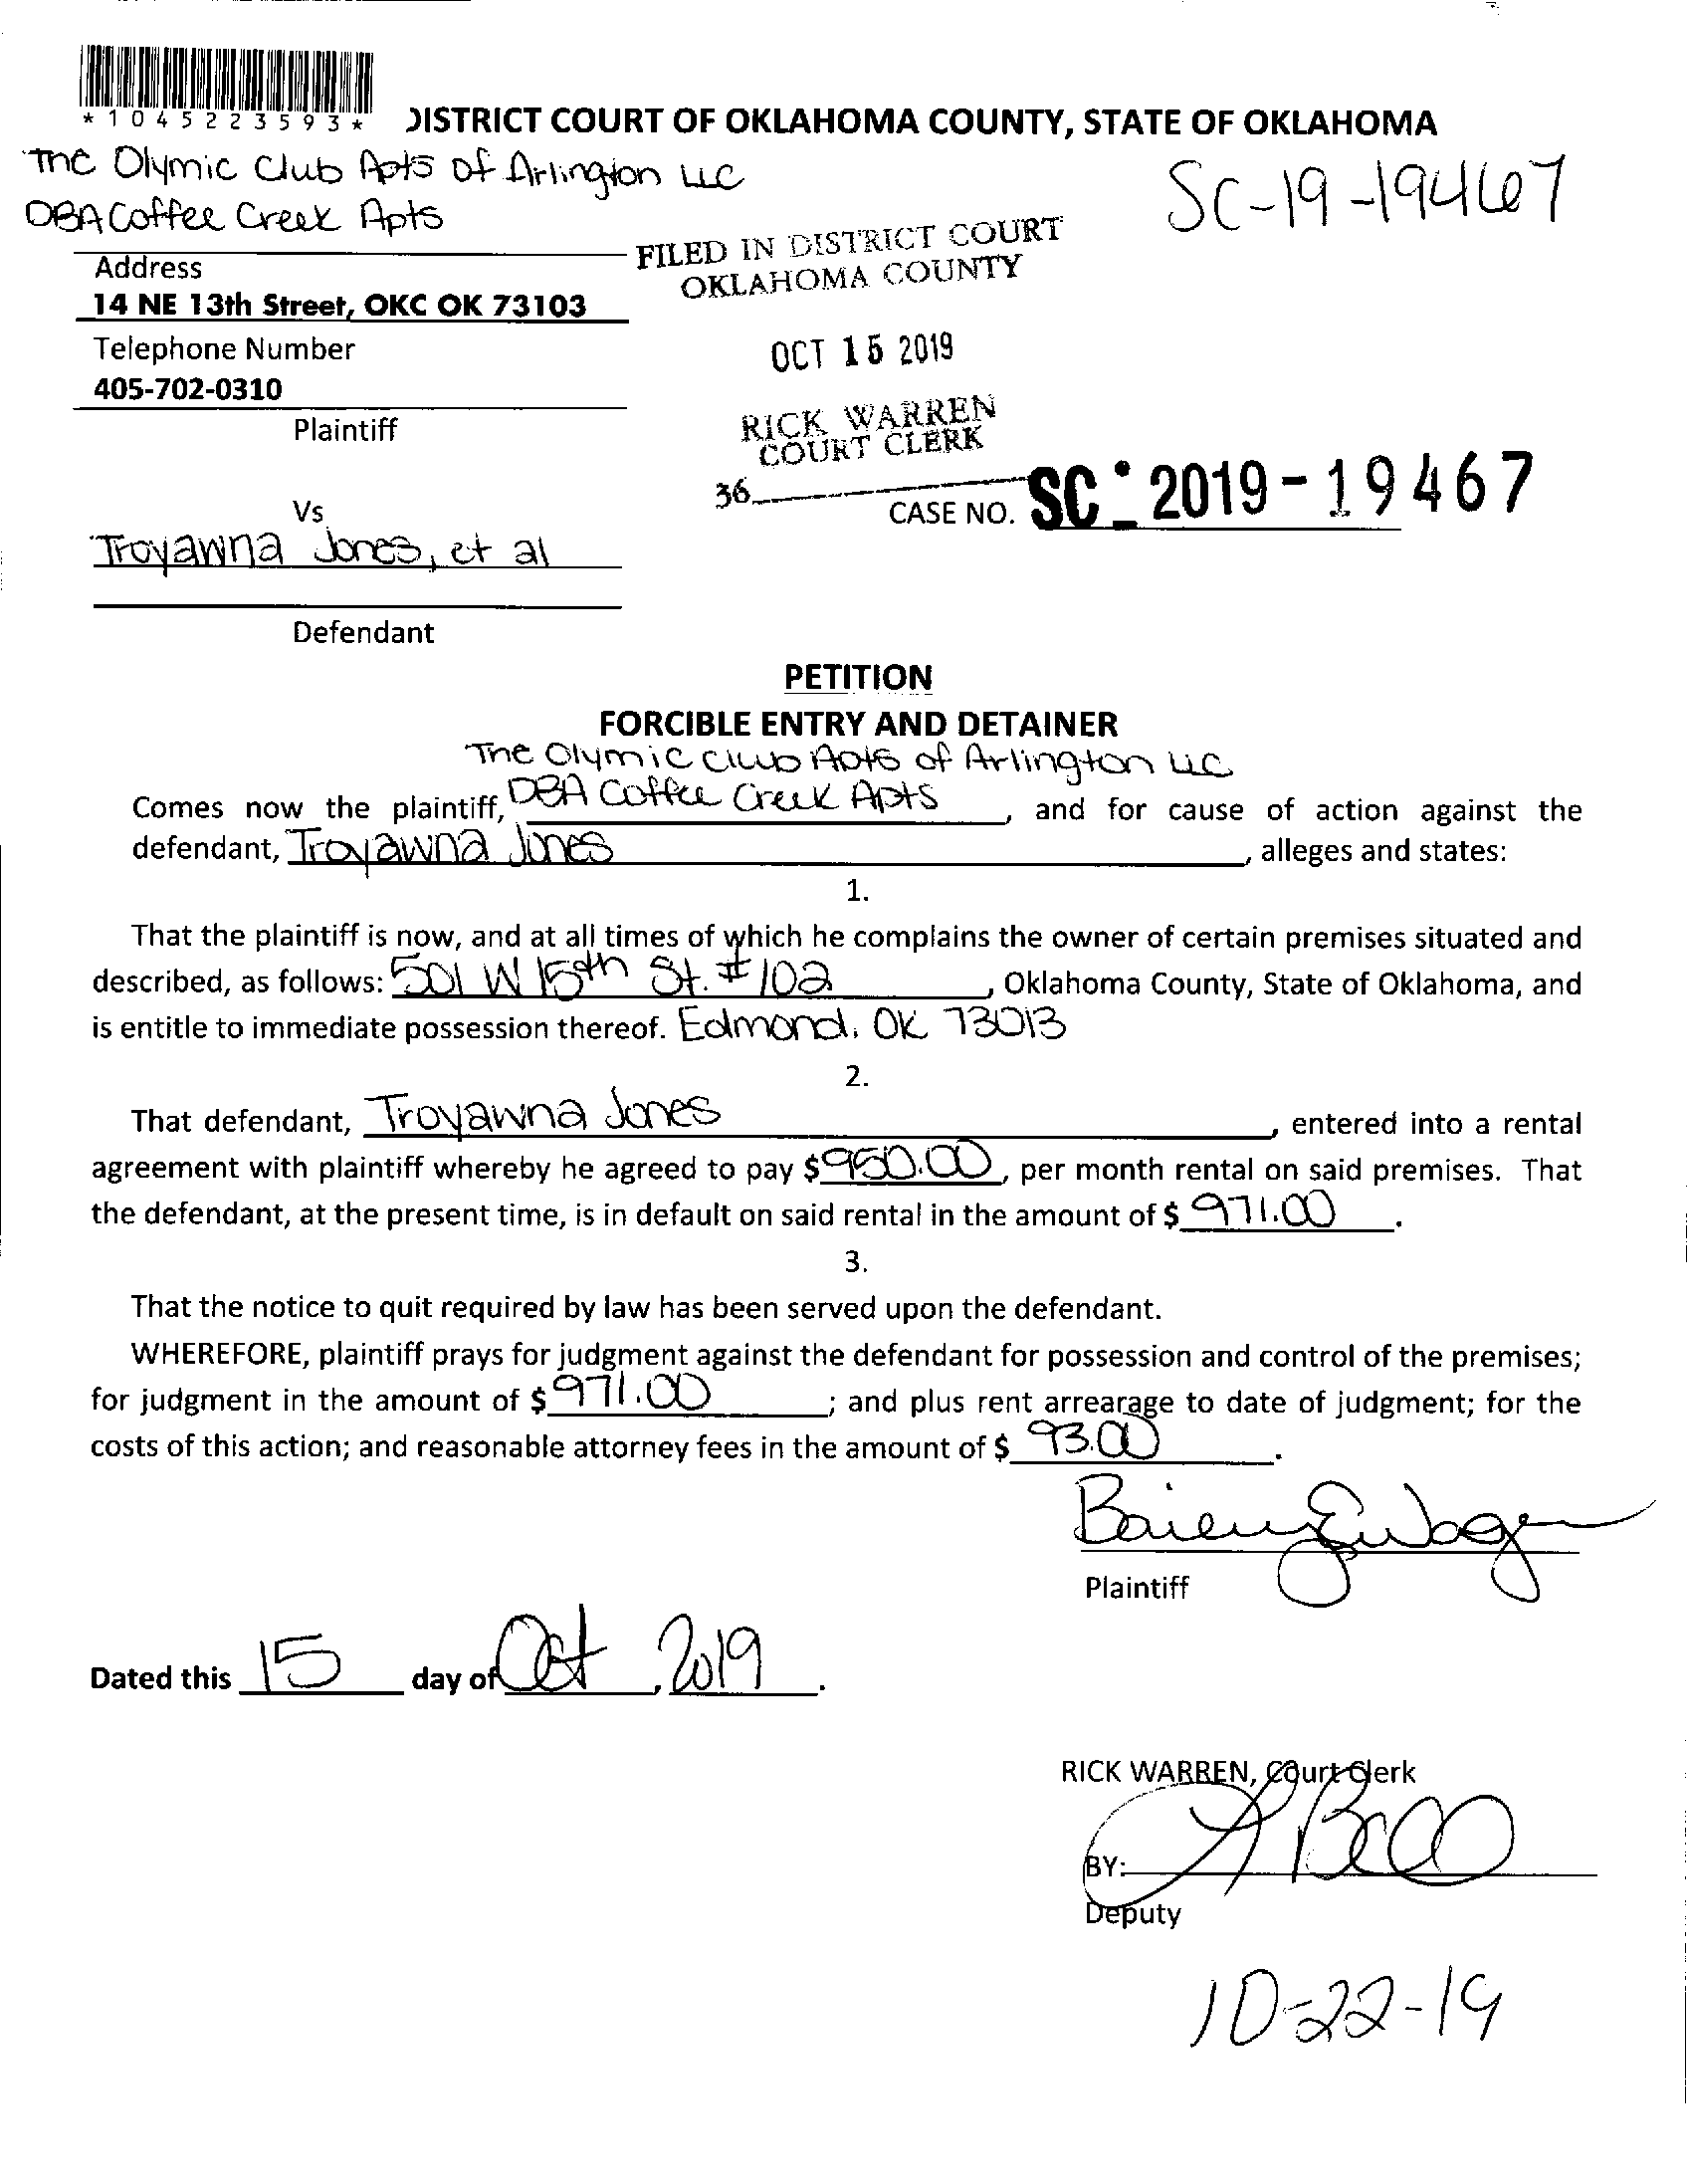 *1045223593*
DISTRICT COURT OF OKLAHOMA COUNTY, STATE OF OKLAHOMA
The Olymic Club Apts of Arlington LLC
SC-19-19467
DBA Coffee Creek Apts
Address
14 NE 13th Street, OKC OK 73103
FILED IN DISTRICT COURT
OKLAHOMA COUNTY
Telephone Number
405-702-0310
OCT 15 2019
Plaintiff
RICK WARREN
COURT CLERK
36
CASE NO. SC - 2019-19467
Vs
Troyawna Jones, et al
Defendant
PETITION
FORCIBLE ENTRY AND DETAINER
The Olymic Club Apts of Arlington LLC
Comes now the plaintiff, DBA Coffee Creek Apts, and for cause of action against the
defendant, Troyawna Jones, alleges and states:
1.
That the plaintiff is now, and at all times of which he complains the owner of certain premises situated and
described, as follows: 501 W 15th St. #102, Oklahoma County, State of Oklahoma, and
is entitle to immediate possession thereof. Edmond, OK 73013
2.
That defendant, Troyawna Jones, entered into a rental
agreement with plaintiff whereby he agreed to pay $950.00, per month rental on said premises. That
the defendant, at the present time, is in default on said rental in the amount of $ 971.00.
3.
That the notice to quit required by law has been served upon the defendant.
WHEREFORE, plaintiff prays for judgment against the defendant for possession and control of the premises;
for judgment in the amount of $ 971.00; and plus rent arrearage to date of judgment; for the
costs of this action; and reasonable attorney fees in the amount of $ 93.00.
Plaintiff
Dated this 15 day of Oct, 2019.
RICK WARREN, Court Clerk
BY:
Deputy
10-22-19